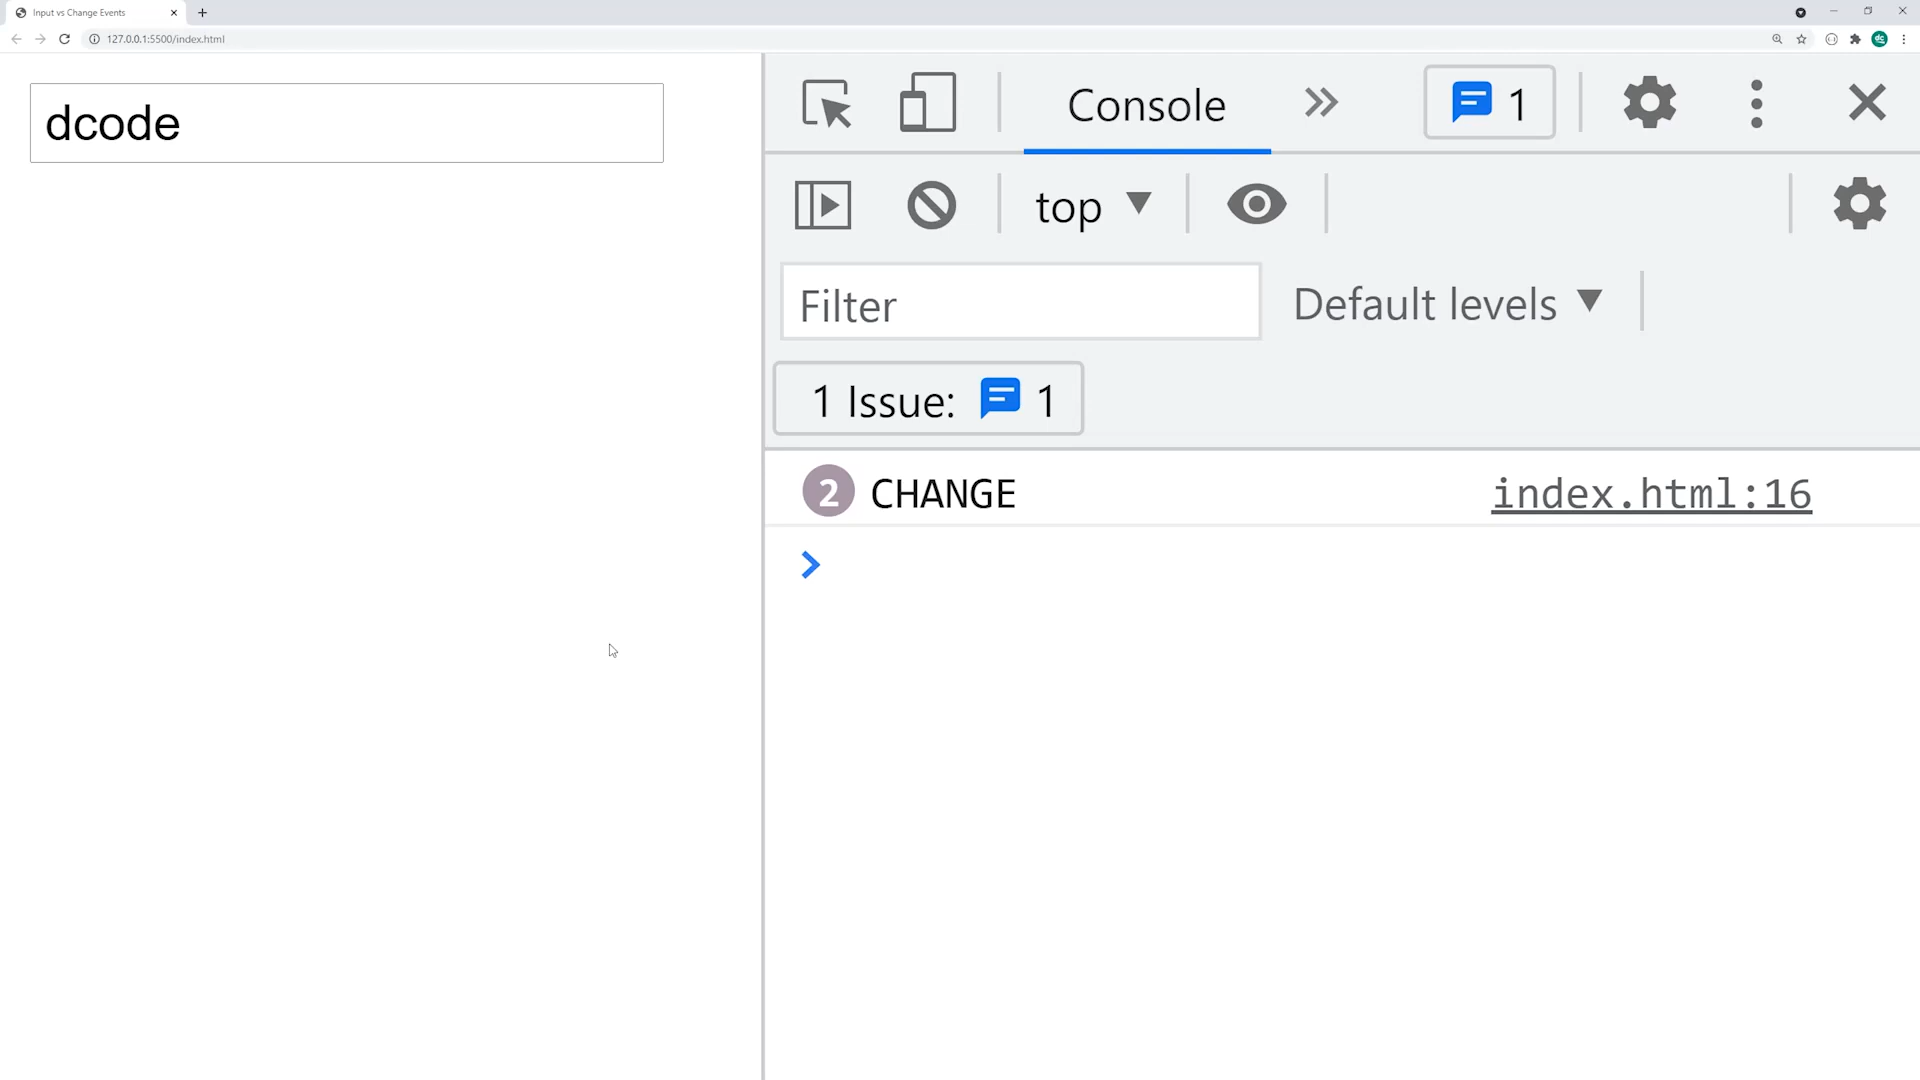 Input vs Change Events
127.0.0.1:5500/index.html
dcode
Console
1
top
Filter
Default levels
1 Issue: 1
2 CHANGE index.html:16